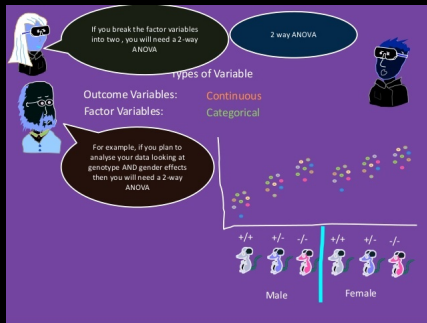 If you break the factor variables
into two , you will need a 2-way
ANOVA
2 way ANOVA
Types of Variable
Outcome Variables: Continuous
Factor Variables: Categorical
For example, if you plan to
analyse your data looking at
genotype AND gender effects
then you will need a 2-way
ANOVA
+/+ +/- -/- +/+ +/- -/-
Male Female